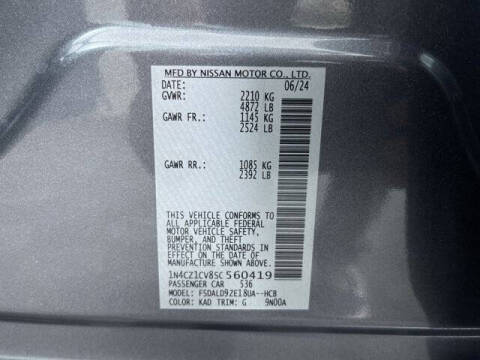 MFD BY NISSAN MOTOR CO., LTD.
DATE: 06/24
GVWR: 2210 KG
4872 LB
GAWR FR.: 1145 KG
2524 LB
GAWR RR.: 1085 KG
2392 LB
THIS VEHICLE CONFORMS TO
ALL APPLICABLE FEDERAL
MOTOR VEHICLE SAFETY,
BUMPER, AND THEFT
PREVENTION STANDARDS IN
EFFECT ON THE DATE OF
MANUFACTURE SHOWN ABOVE.
1N4CZ1CV8SC560419
PASSENGER CAR 536
MODEL: FSDALD9ZE18UA--HCB
COLOR: KAD TRIM: G 9N00A